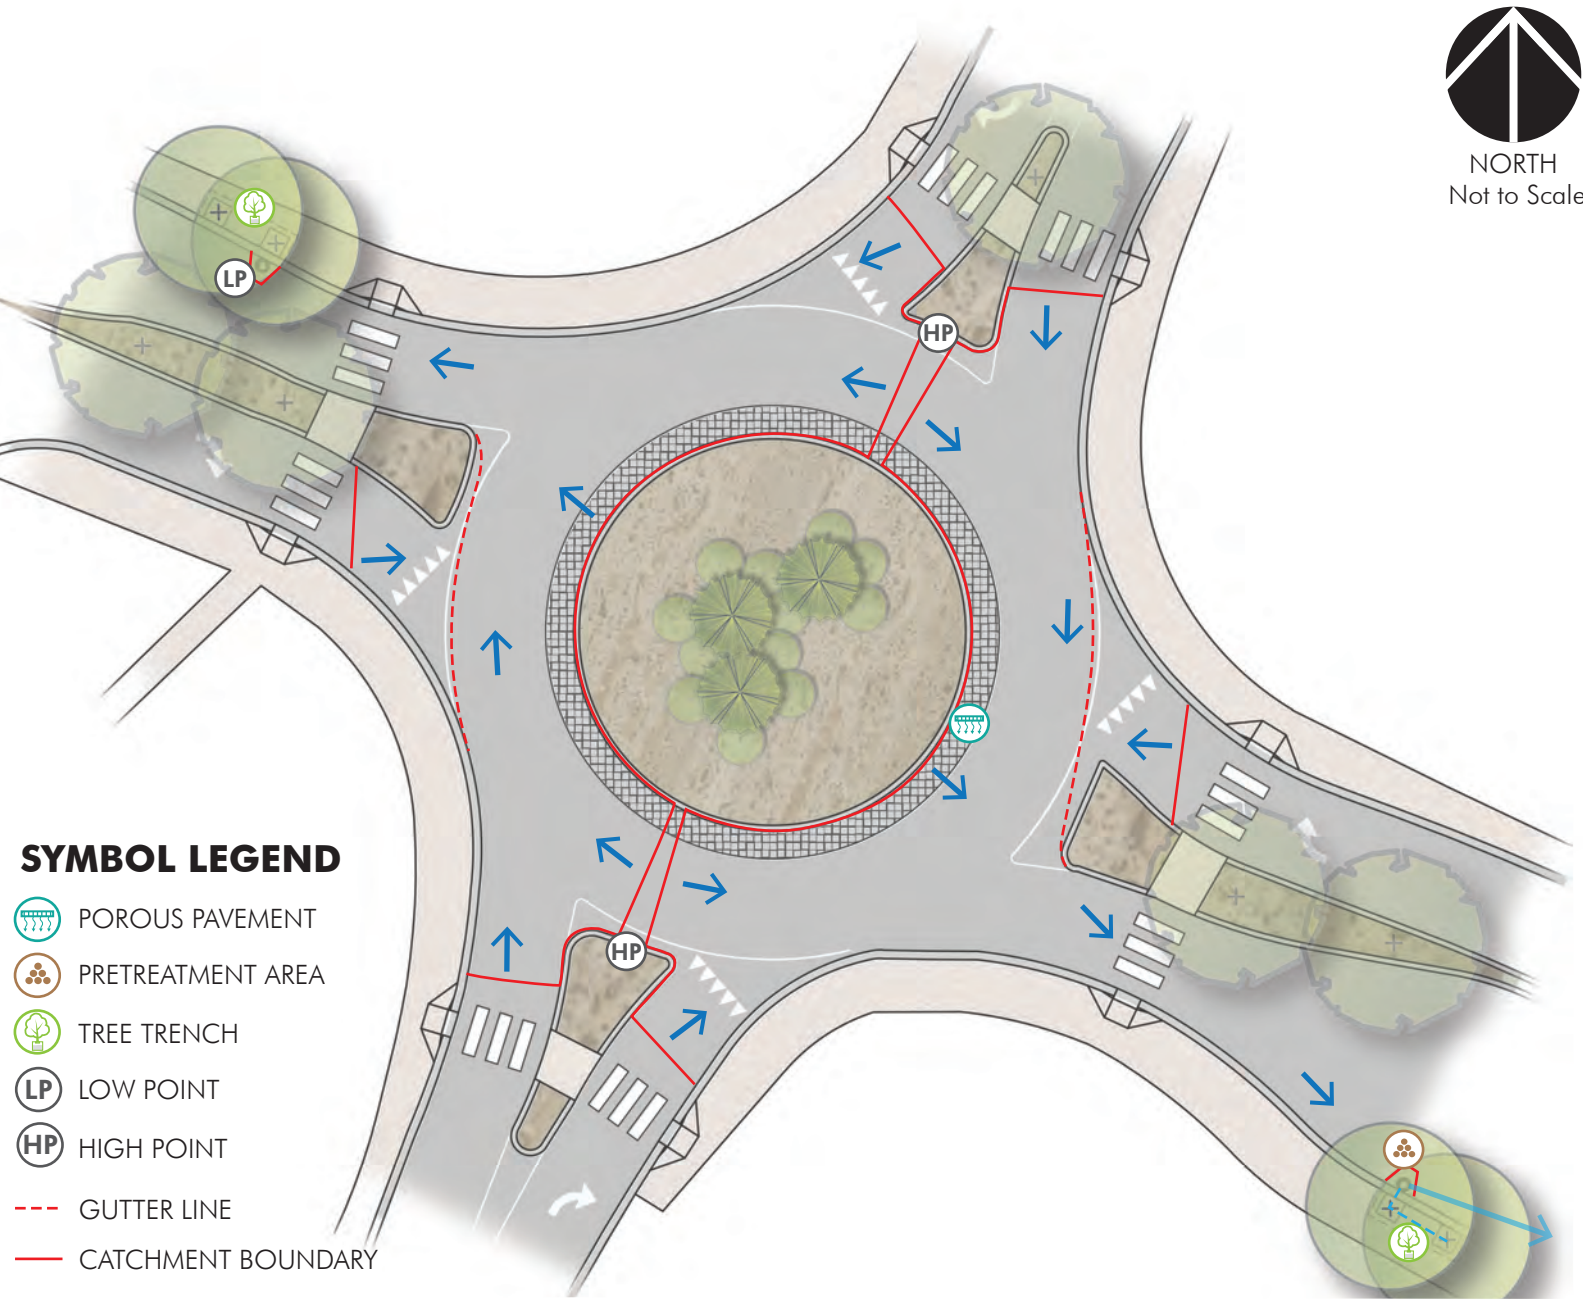 NORTH
Not to Scale
LP
HP
HP
SYMBOL LEGEND
POROUS PAVEMENT
PRETREATMENT AREA
TREE TRENCH
LP LOW POINT
HP HIGH POINT
GUTTER LINE
CATCHMENT BOUNDARY